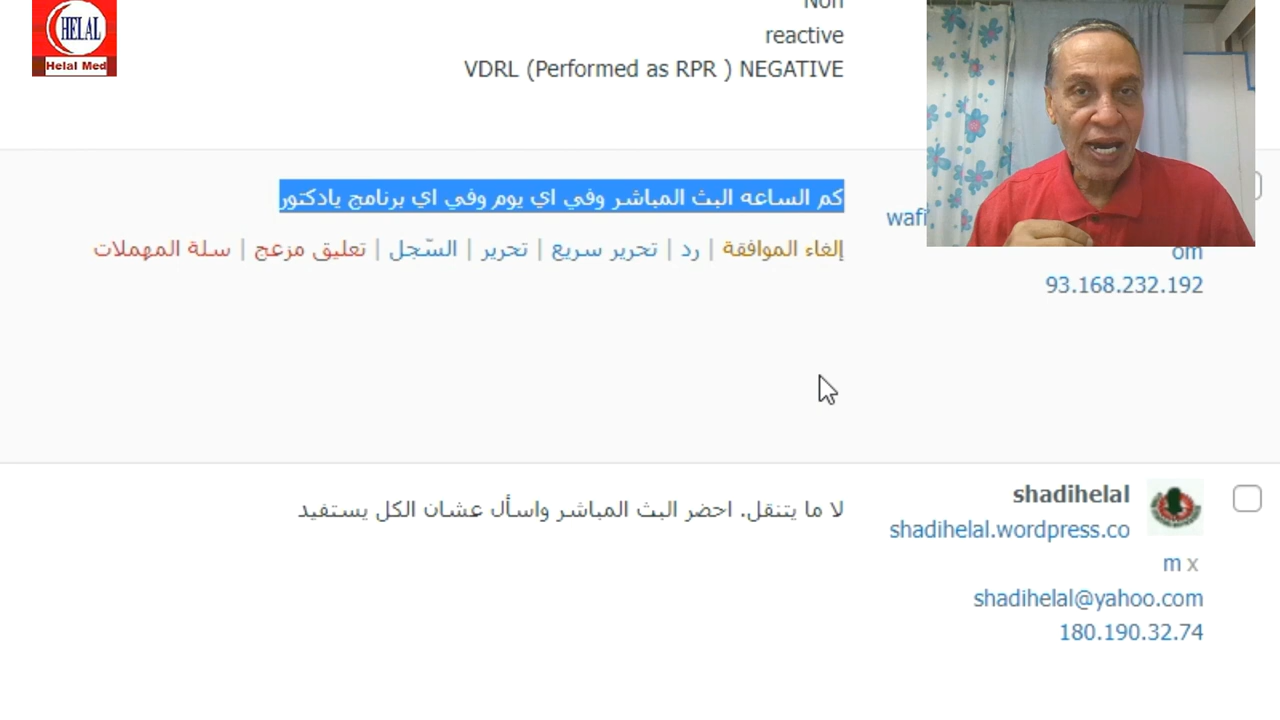 HELAL
Helal Med
Non
reactive
VDRL (Performed as RPR ) NEGATIVE
كم الساعه البث المباشر وفي اي يوم وفي اي برنامج يادكتور
إلغاء الموافقة | رد | تحرير سريع | تحرير | السّجل | تعليق مزعج | سلة المهملات
wafi
om
93.168.232.192
shadihelal
لا ما يتنقل. احضر البث المباشر واسأل عشان الكل يستفيد
shadihelal.wordpress.co
m x
shadihelal@yahoo.com
180.190.32.74